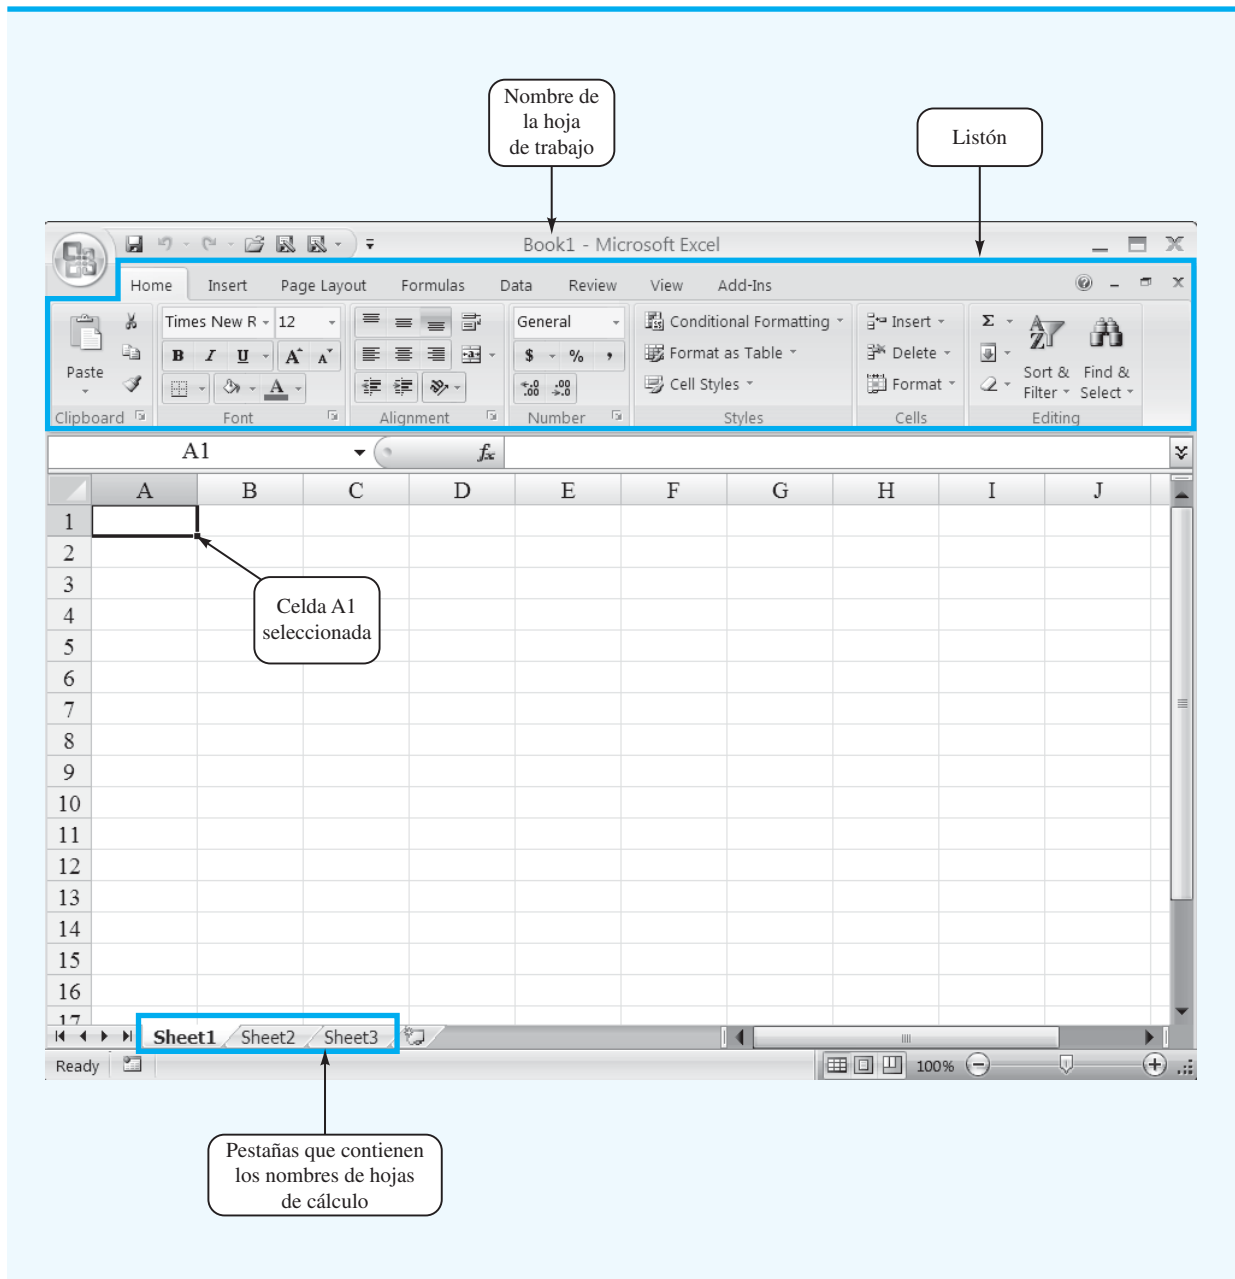 Nombre de
la hoja
de trabajo
Listón
Book1 - Microsoft Excel
Home Insert Page Layout Formulas Data Review View Add-Ins
Times New R 12 General Conditional Formatting Insert Σ
B I U A A $ % , Format as Table Delete
Paste Cell Styles Format Sort & Find &
A .00 .00 Filter Select
Clipboard Font Alignment Number Styles Cells Editing
A1 fx
A B C D E F G H I J
1
2
3
Celda A1
seleccionada
4
5
6
7
8
9
10
11
12
13
14
15
16
17
Sheet1 Sheet2 Sheet3
Ready 100%
Pestañas que contienen
los nombres de hojas
de cálculo